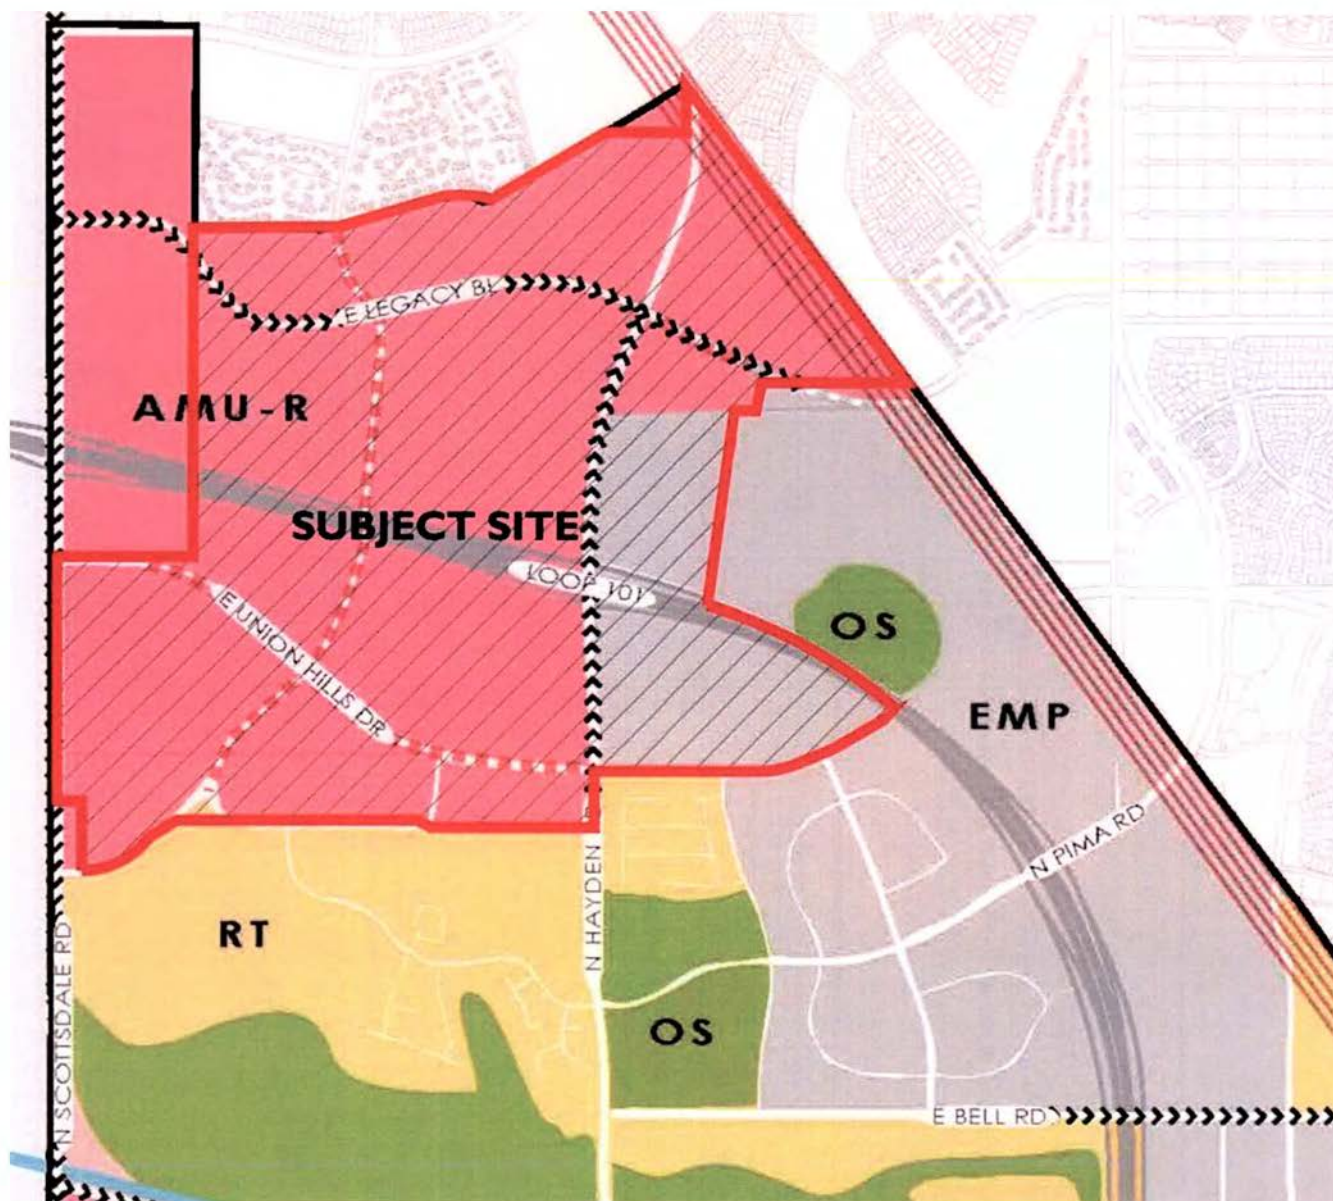 E LEGACY BL
AMU-R
SUBJECT SITE
LOOP 101
E UNION HILLS DR
OS
EMP
N PIMA RD
RT
N HAYDEN
N SCOTTSDALE RD
OS
E BELL RD